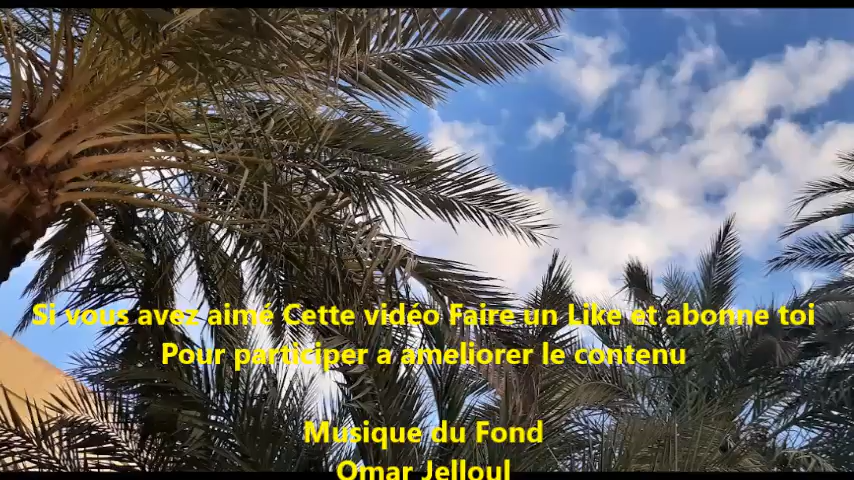 Si vous avez aimé Cette vidéo Faire un Like et abonne toi
Pour participer a ameliorer le contenu
Musique du Fond
Omar Jelloul